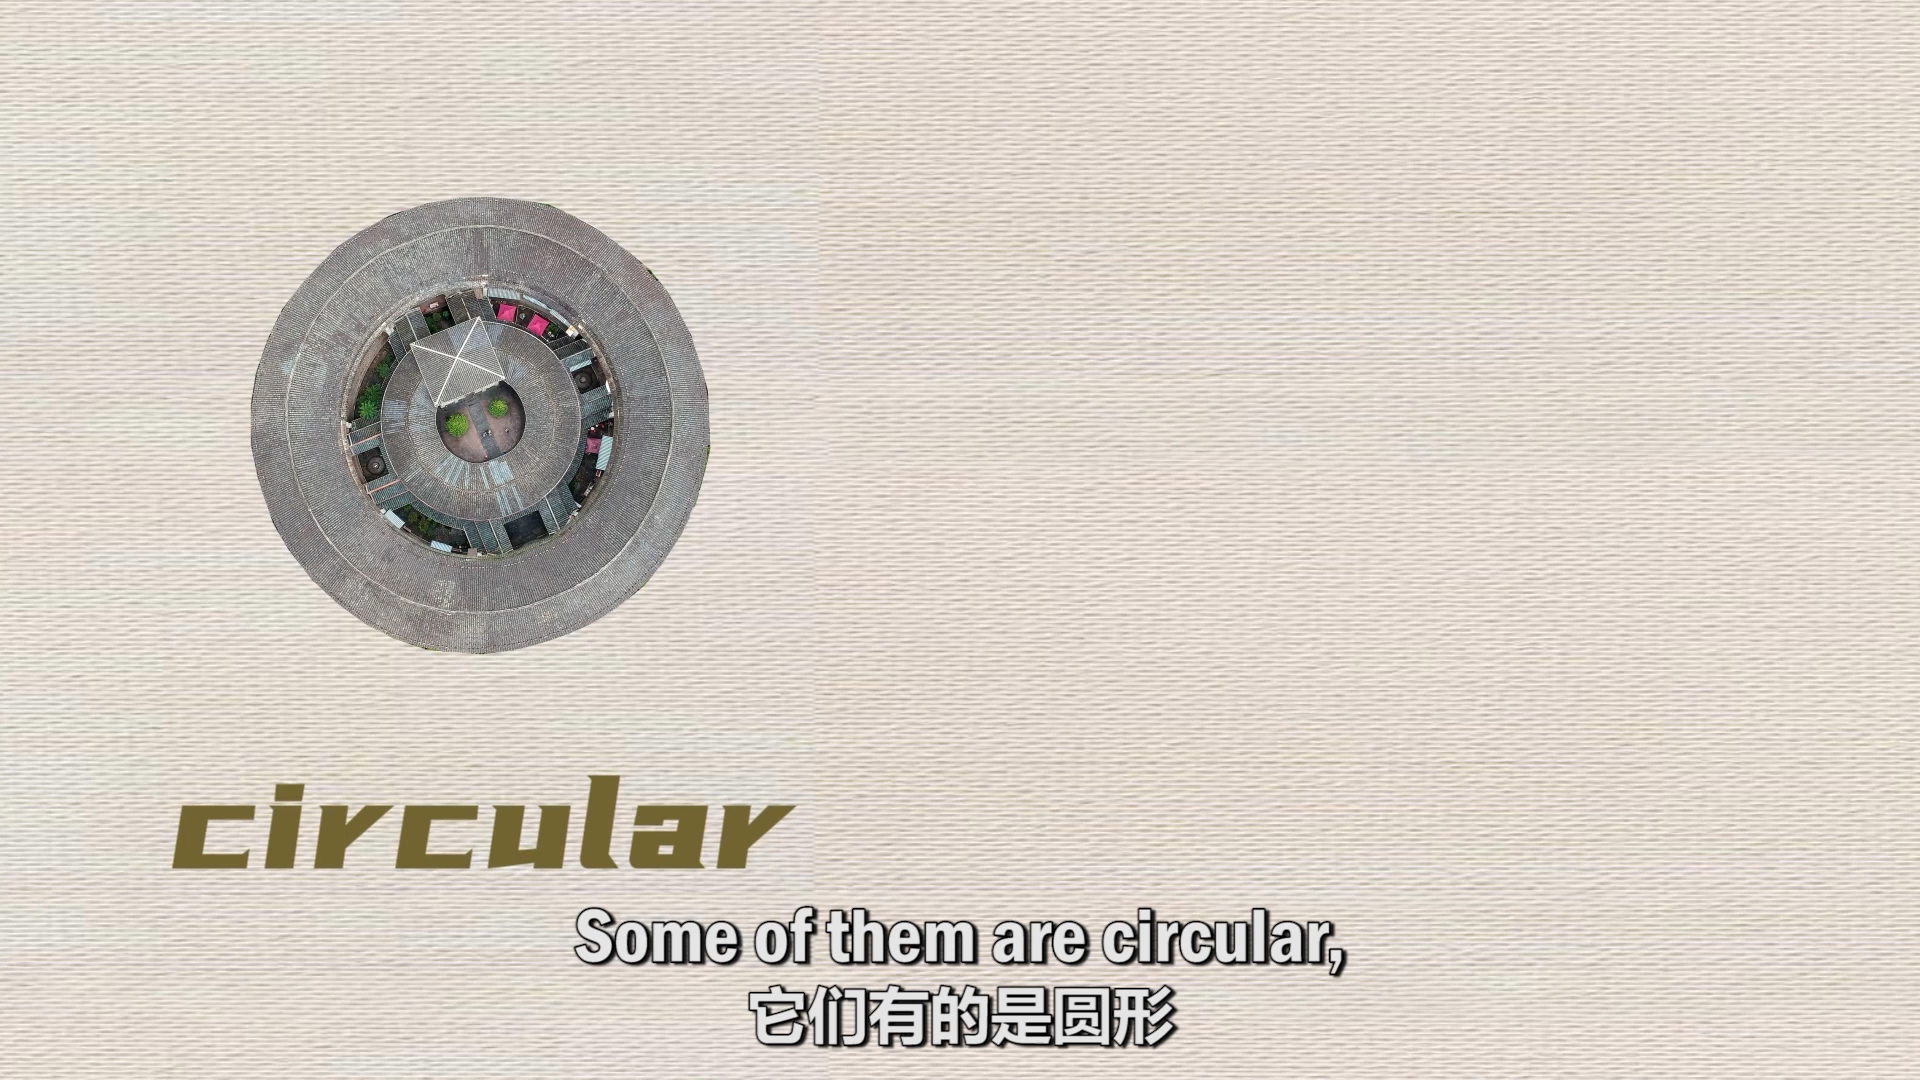 circular
Some of them are circular,
它们有的是圆形